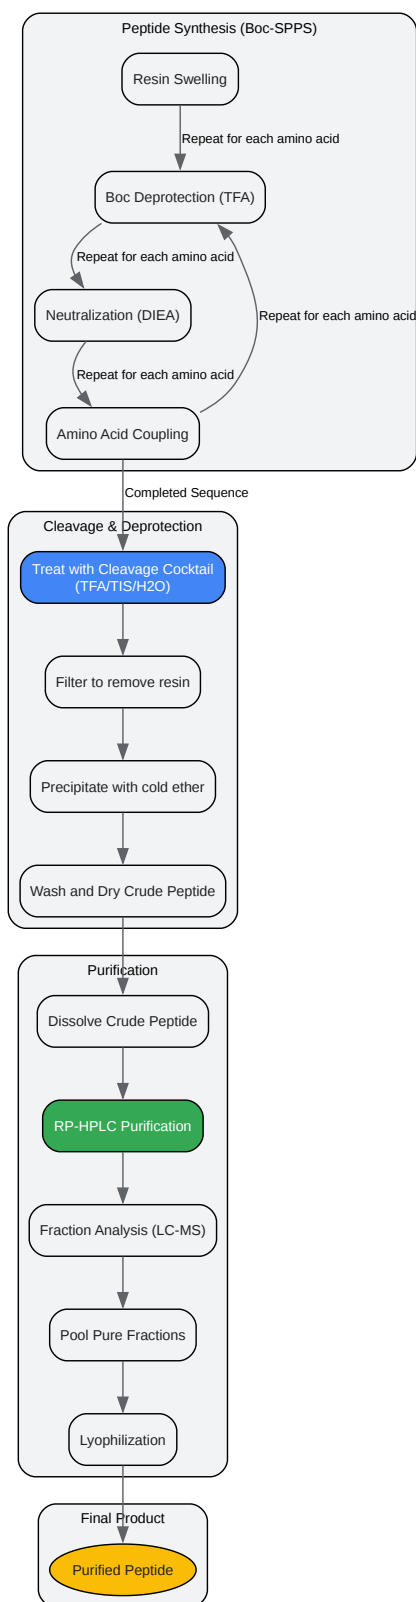 Peptide Synthesis (Boc-SPPS)
Resin Swelling
Repeat for each amino acid
Boc Deprotection (TFA)
Repeat for each amino acid
Neutralization (DIEA)
Repeat for each amino acid
Repeat for each amino acid
Amino Acid Coupling
Completed Sequence
Cleavage & Deprotection
Treat with Cleavage Cocktail
(TFA/TIS/H2O)
Filter to remove resin
Precipitate with cold ether
Wash and Dry Crude Peptide
Purification
Dissolve Crude Peptide
RP-HPLC Purification
Fraction Analysis (LC-MS)
Pool Pure Fractions
Lyophilization
Final Product
Purified Peptide